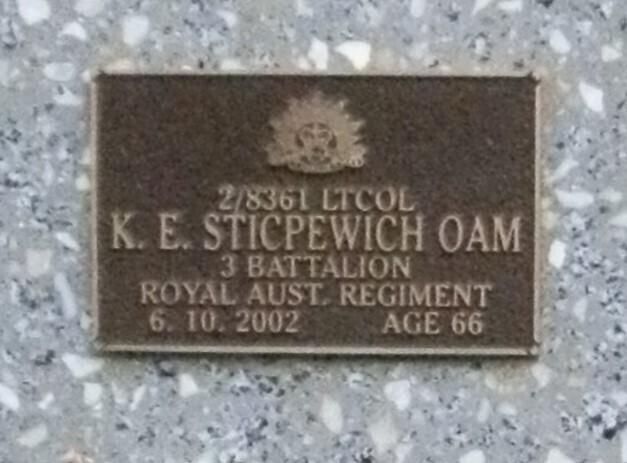 2/8361 LTCOL
K. E. STICPEWICH OAM
3 BATTALION
ROYAL AUST. REGIMENT
6. 10. 2002 AGE 66